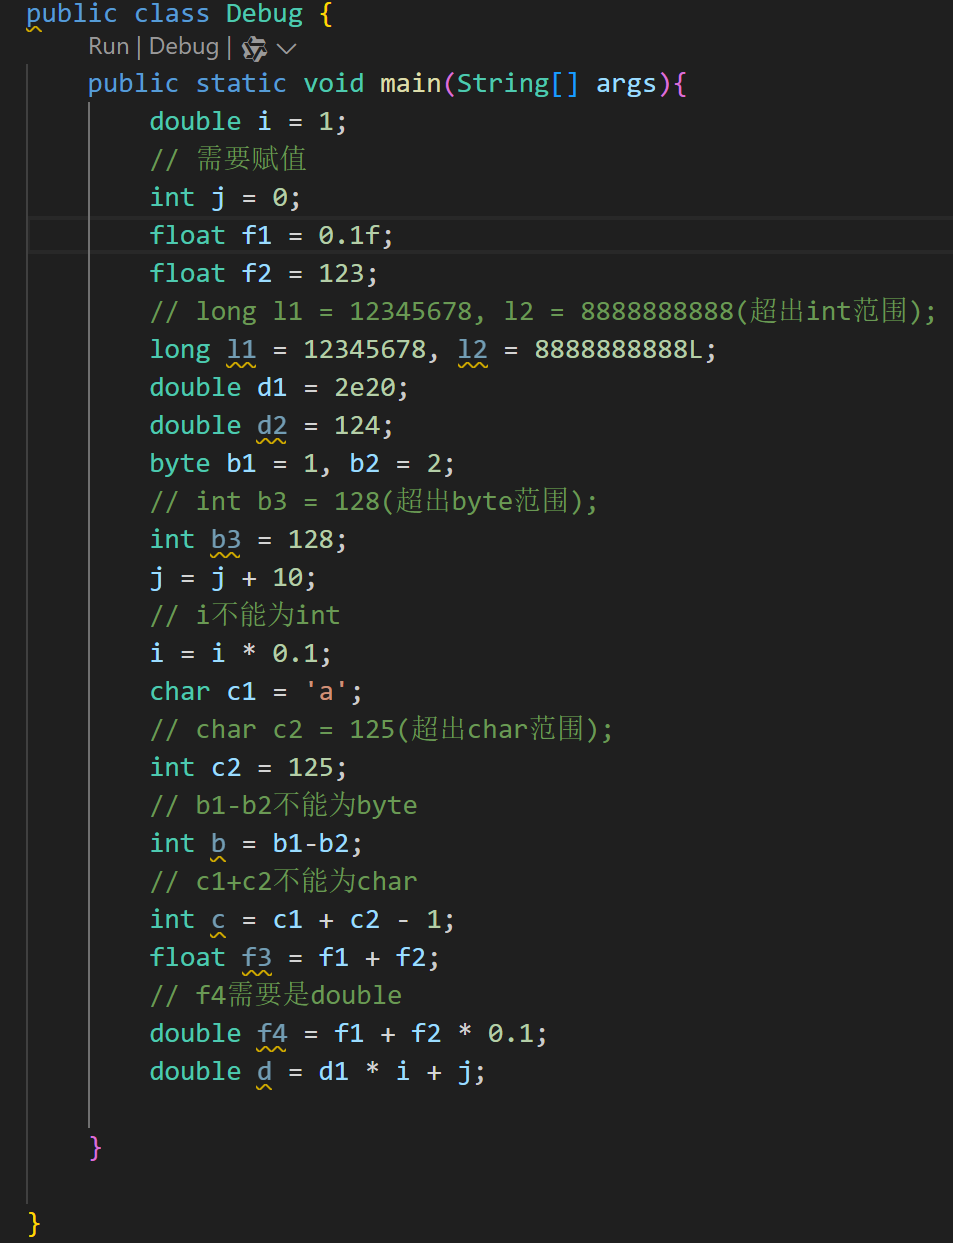 public class Debug {
Run | Debug |
public static void main(String[] args){
double i = 1;
// 需要赋值
int j = 0;
float f1 = 0.1f;
float f2 = 123;
// long l1 = 12345678, l2 = 8888888888(超出int范围);
long l1 = 12345678, l2 = 8888888888L;
double d1 = 2e20;
double d2 = 124;
byte b1 = 1, b2 = 2;
// int b3 = 128(超出byte范围);
int b3 = 128;
j = j + 10;
// i不能为int
i = i * 0.1;
char c1 = 'a';
// char c2 = 125(超出char范围);
int c2 = 125;
// b1-b2不能为byte
int b = b1-b2;
// c1+c2不能为char
int c = c1 + c2 - 1;
float f3 = f1 + f2;
// f4需要是double
double f4 = f1 + f2 * 0.1;
double d = d1 * i + j;
}
}